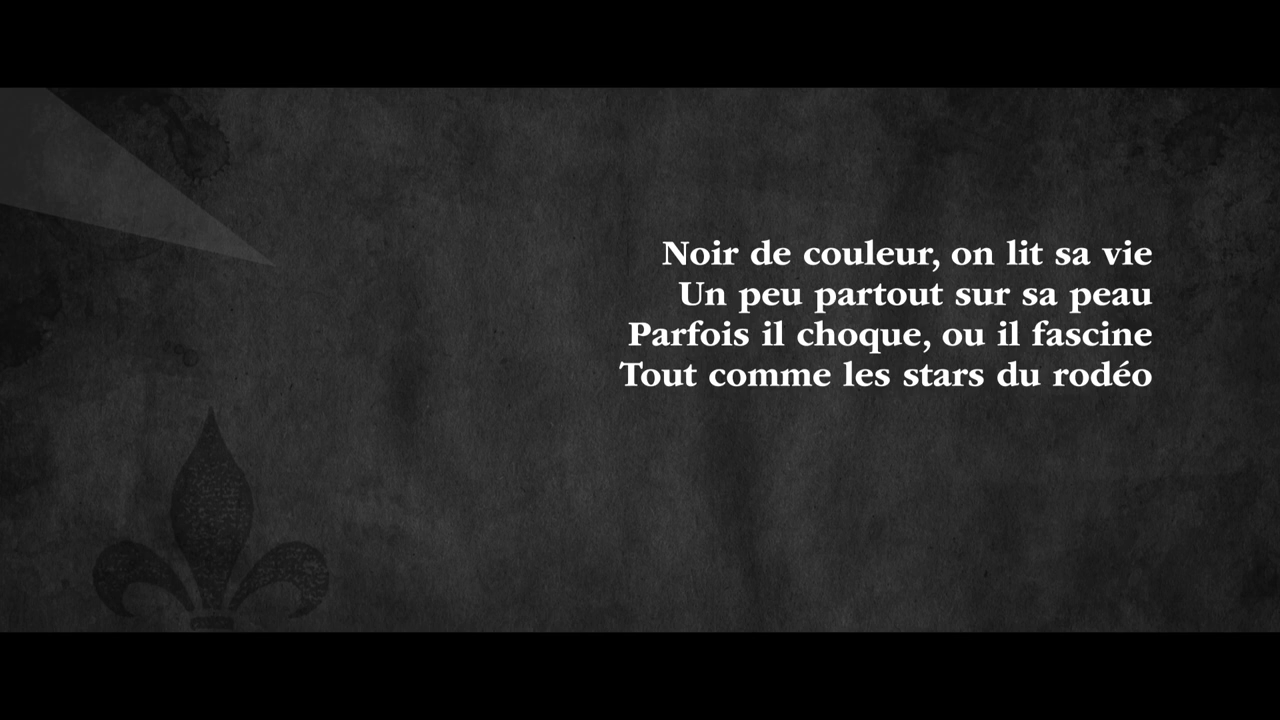 Noir de couleur, on lit sa vie
Un peu partout sur sa peau
Parfois il choque, ou il fascine
Tout comme les stars du rodéo